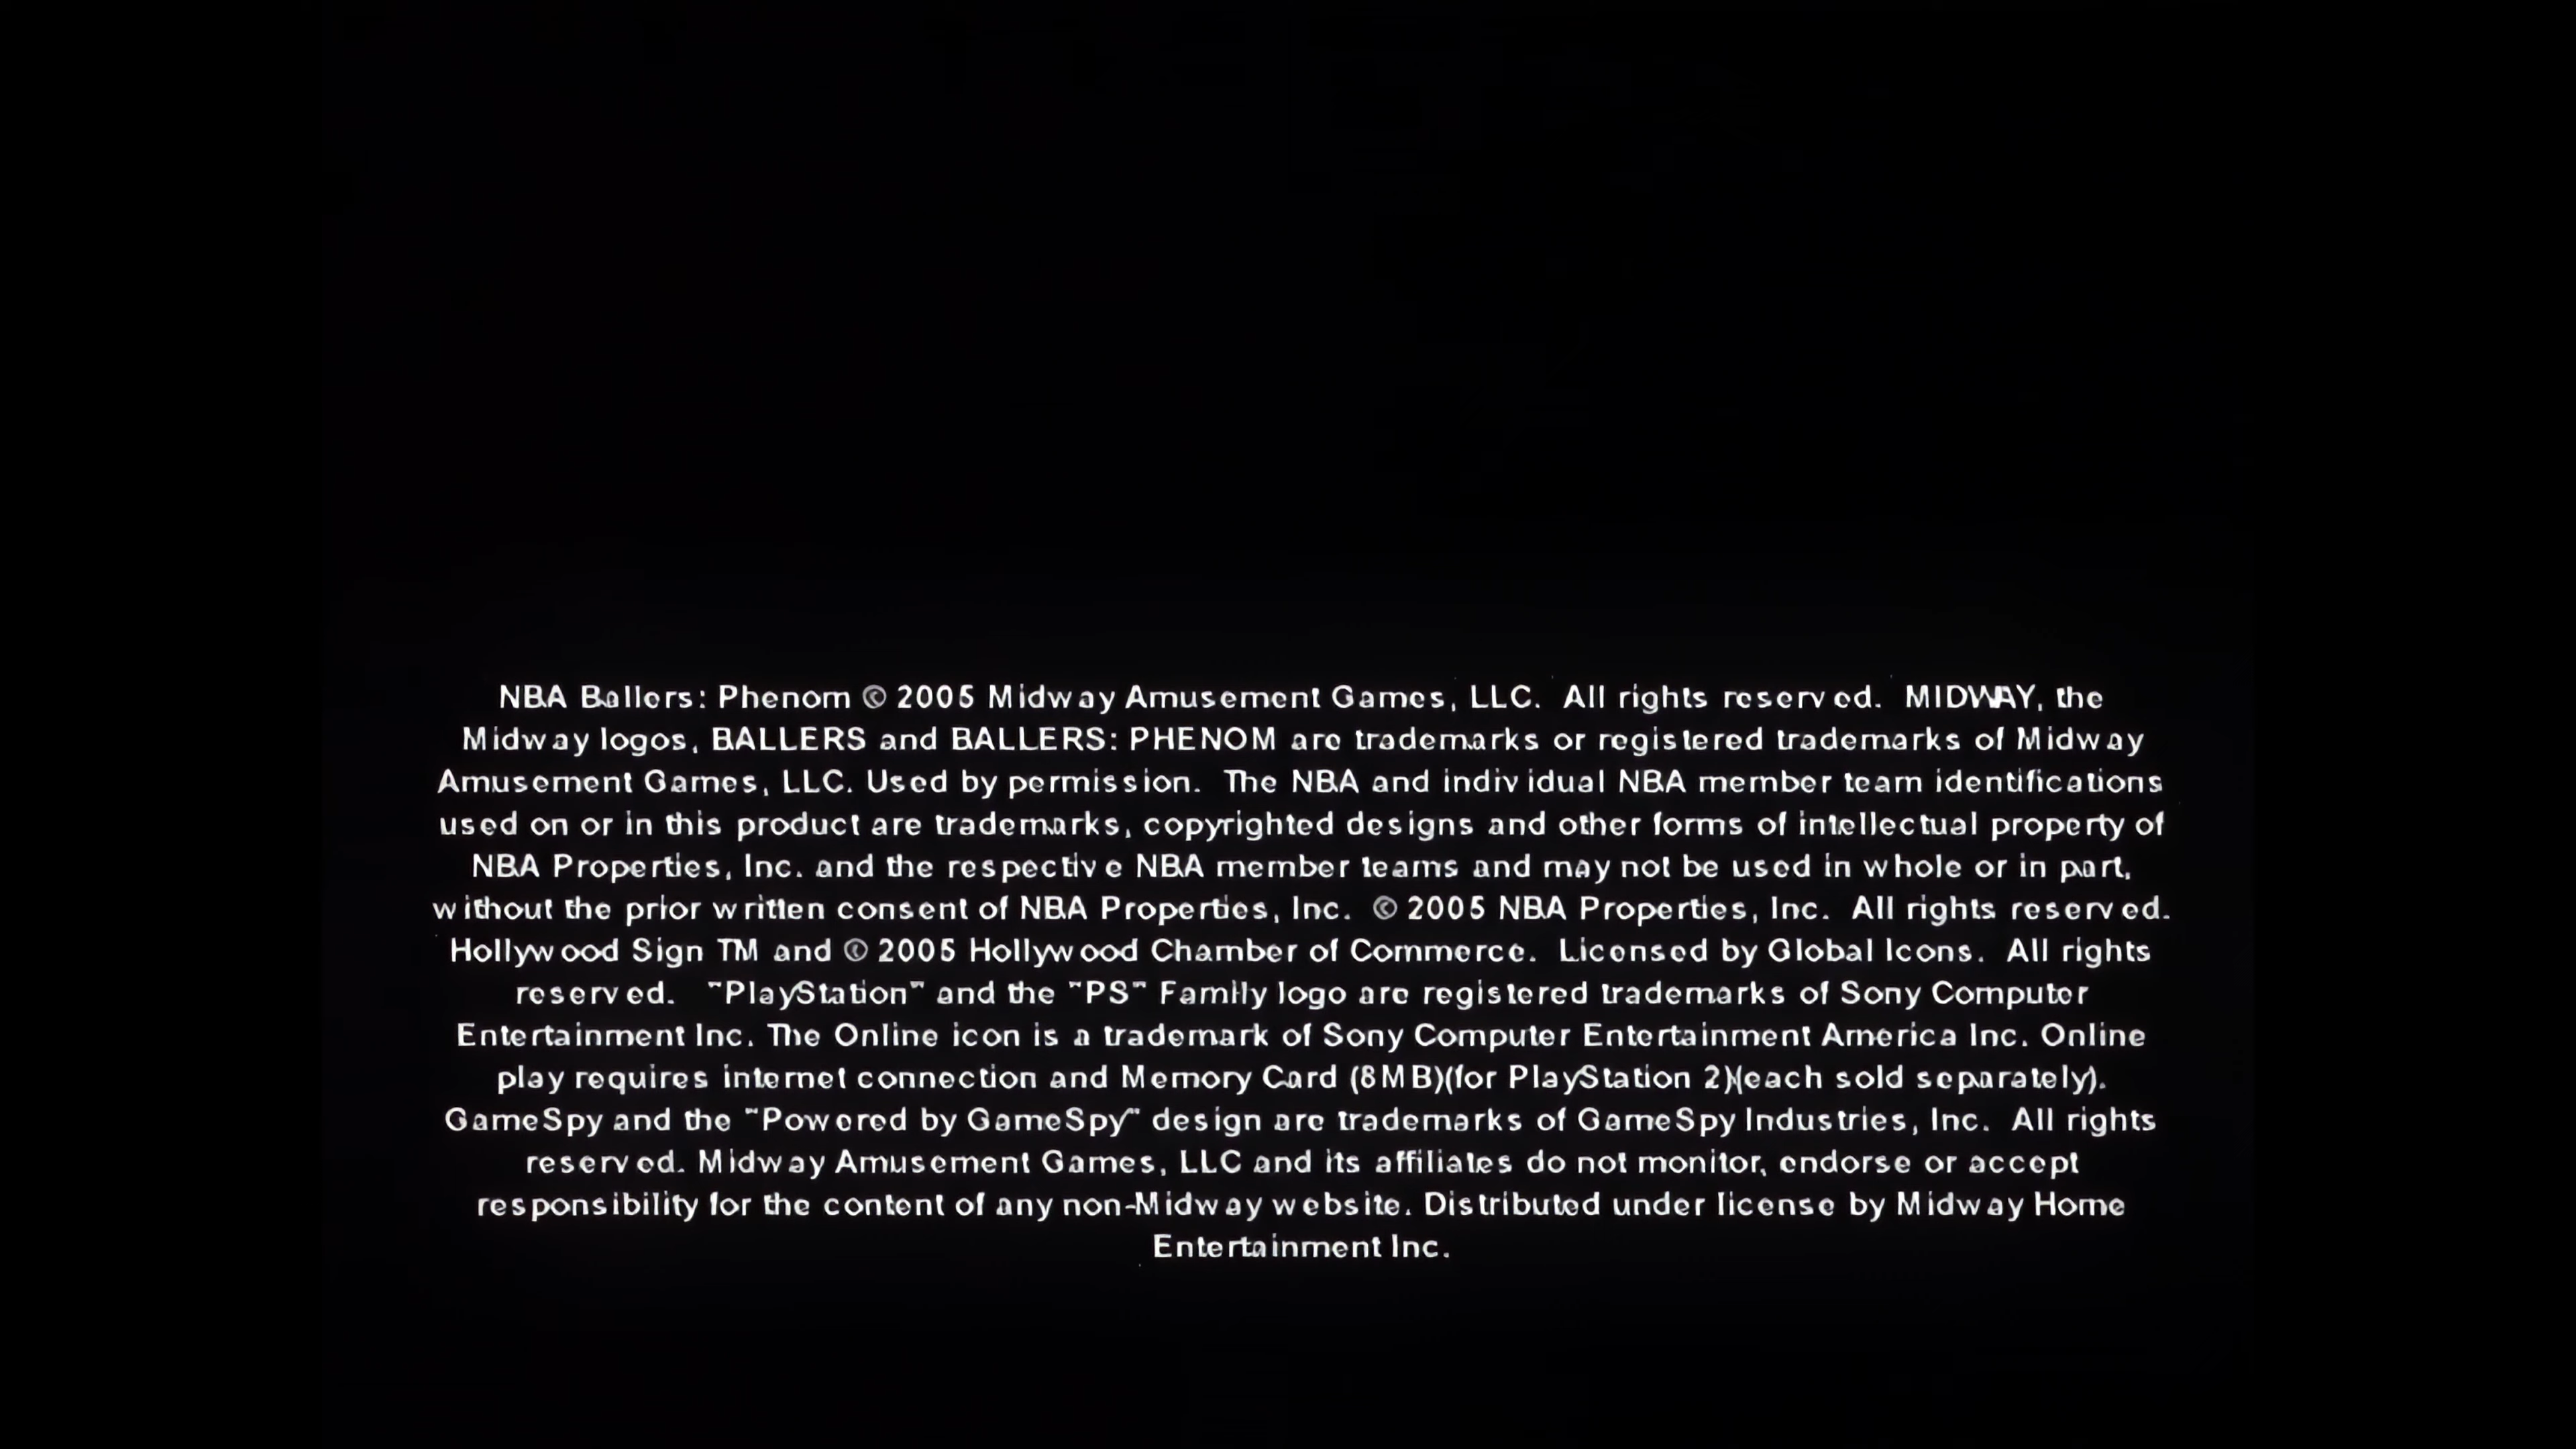 NBA Ballers: Phenom © 2005 Midway Amusement Games, LLC. All rights reserved. MIDWAY, the
Midway logos, BALLERS and BALLERS: PHENOM are trademarks or registered trademarks of Midway
Amusement Games, LLC. Used by permission. The NBA and individual NBA member team identifications
used on or in this product are trademarks, copyrighted designs and other forms of intellectual property of
NBA Properties, Inc. and the respective NBA member teams and may not be used in whole or in part,
without the prior written consent of NBA Properties, Inc. © 2005 NBA Properties, Inc. All rights reserved.
Hollywood Sign TM and © 2005 Hollywood Chamber of Commerce. Licensed by Global Icons. All rights
reserved. "PlayStation" and the "PS" Family logo are registered trademarks of Sony Computer
Entertainment Inc. The Online icon is a trademark of Sony Computer Entertainment America Inc. Online
play requires internet connection and Memory Card (8MB)(for PlayStation 2)(each sold separately).
GameSpy and the "Powered by GameSpy" design are trademarks of GameSpy Industries, Inc. All rights
reserved. Midway Amusement Games, LLC and its affiliates do not monitor, endorse or accept
responsibility for the content of any non-Midway website. Distributed under license by Midway Home
Entertainment Inc.